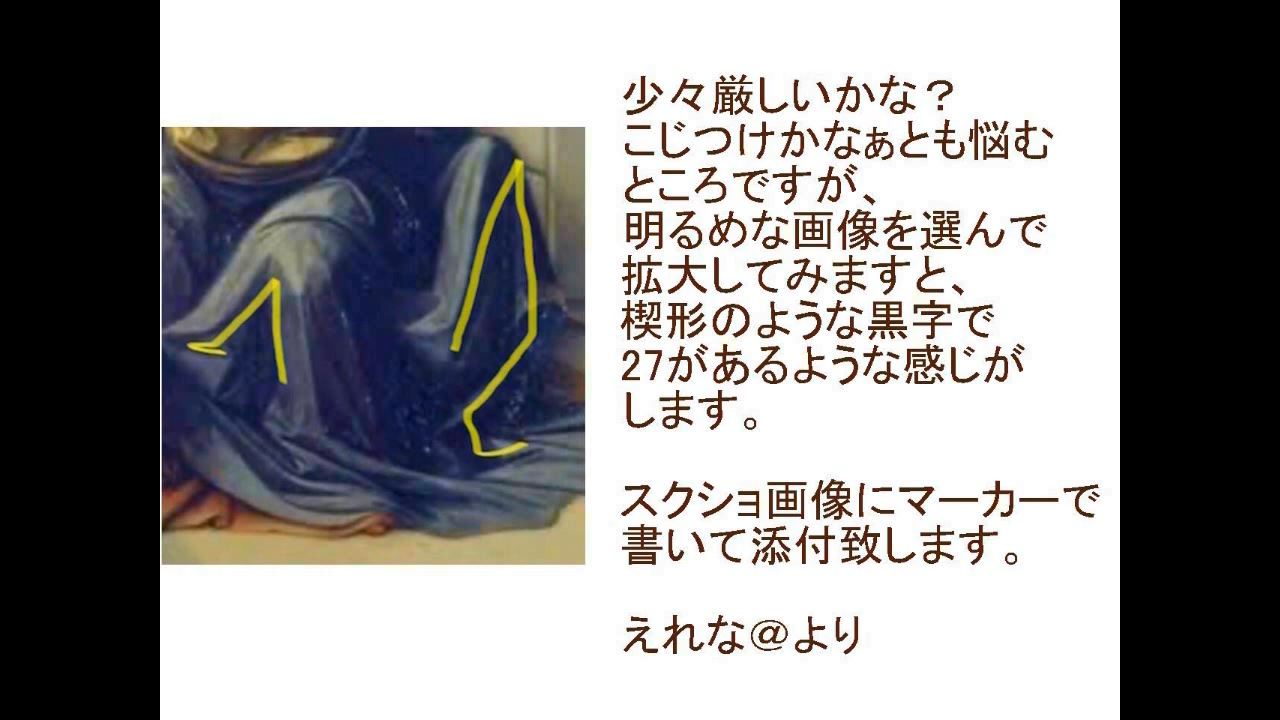 少々厳しいかな？
こじつけかなぁとも悩む
ところですが、
明るめな画像を選んで
拡大してみますと、
楔形のような黒字で
27があるような感じが
します。
スクショ画像にマーカーで
書いて添付致します。
えれな＠より